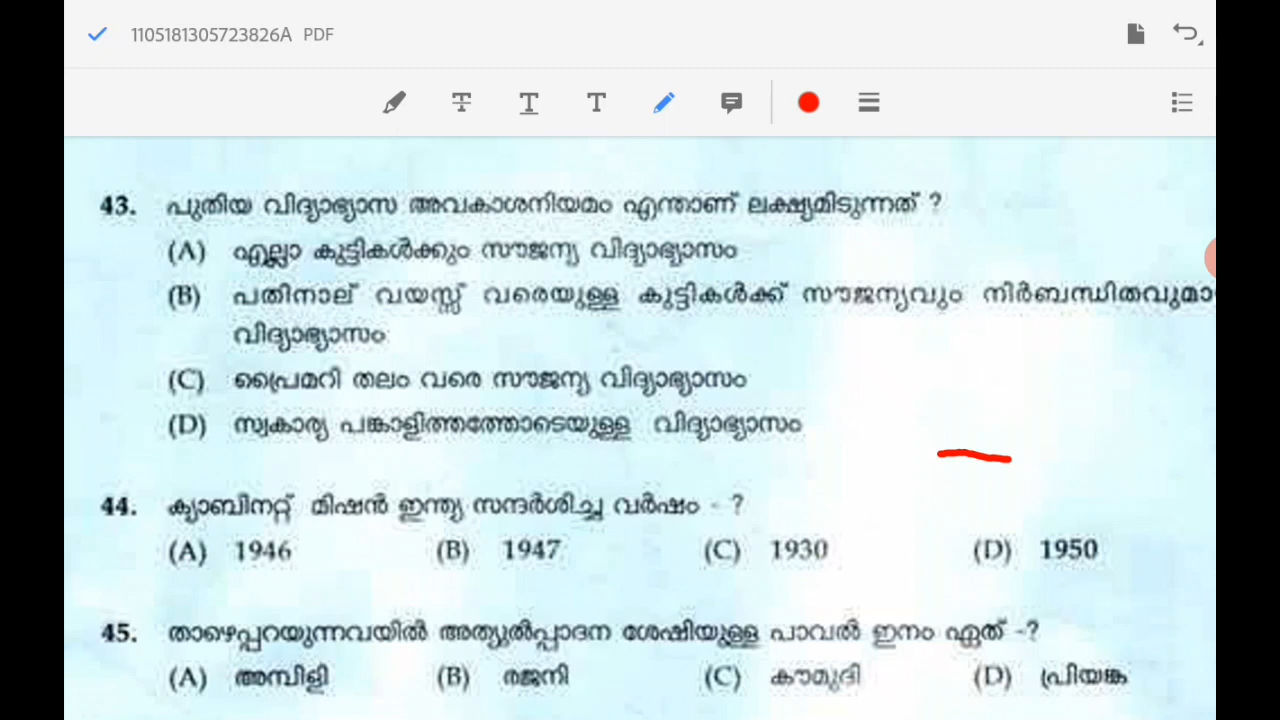 1105181305723826A PDF
43. പുതിയ വിദ്യാഭ്യാസ അവകാശനിയമം എന്താണ് ലക്ഷ്യമിടുന്നത് ?
(A) എല്ലാ കുട്ടികൾക്കും സൗജന്യ വിദ്യാഭ്യാസം
(B) പതിനാല് വയസ്സ് വരെയുള്ള കുട്ടികൾക്ക് സൗജന്യവും നിർബന്ധിതവുമാ
വിദ്യാഭ്യാസം
(C) പ്രൈമറി തലം വരെ സൗജന്യ വിദ്യാഭ്യാസം
(D) സ്വകാര്യ പങ്കാളിത്തത്തോടെയുള്ള വിദ്യാഭ്യാസം
44. ക്യാബിനറ്റ് മിഷൻ ഇന്ത്യ സന്ദർശിച്ച വർഷം - ?
(A) 1946 (B) 1947 (C) 1930 (D) 1950
45. താഴെപ്പറയുന്നവയിൽ അത്യുൽപ്പാദന ശേഷിയുള്ള പാവൽ ഇനം ഏത് -?
(A) അമ്പിളി (B) രജനി (C) കൗമുദി (D) പ്രിയങ്ക